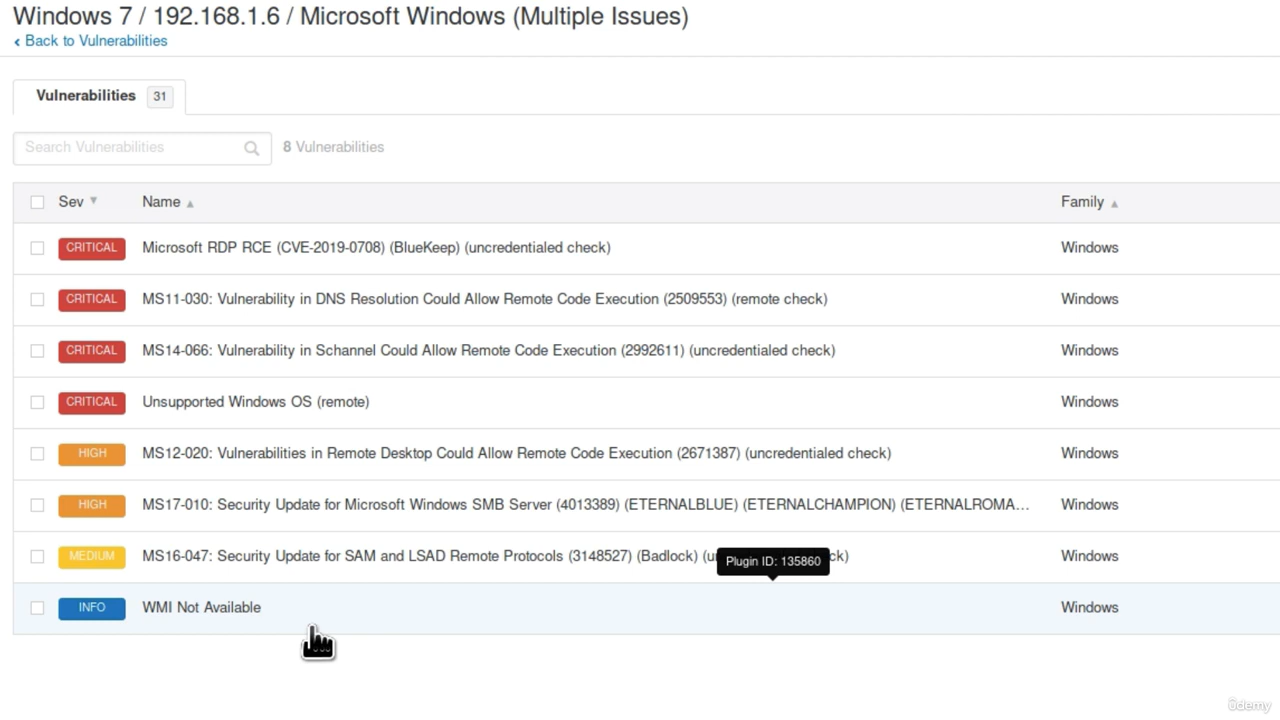 Windows 7 / 192.168.1.6 / Microsoft Windows (Multiple Issues)
Back to Vulnerabilities
Vulnerabilities 31
Search Vulnerabilities 8 Vulnerabilities
Sev Name Family
CRITICAL Microsoft RDP RCE (CVE-2019-0708) (BlueKeep) (uncredentialed check) Windows
CRITICAL MS11-030: Vulnerability in DNS Resolution Could Allow Remote Code Execution (2509553) (remote check) Windows
CRITICAL MS14-066: Vulnerability in Schannel Could Allow Remote Code Execution (2992611) (uncredentialed check) Windows
CRITICAL Unsupported Windows OS (remote) Windows
HIGH MS12-020: Vulnerabilities in Remote Desktop Could Allow Remote Code Execution (2671387) (uncredentialed check) Windows
HIGH MS17-010: Security Update for Microsoft Windows SMB Server (4013389) (ETERNALBLUE) (ETERNALCHAMPION) (ETERNALROMA... Windows
MEDIUM MS16-047: Security Update for SAM and LSAD Remote Protocols (3148527) (Badlock) Windows
Plugin ID: 135860
INFO WMI Not Available Windows
ûdemy